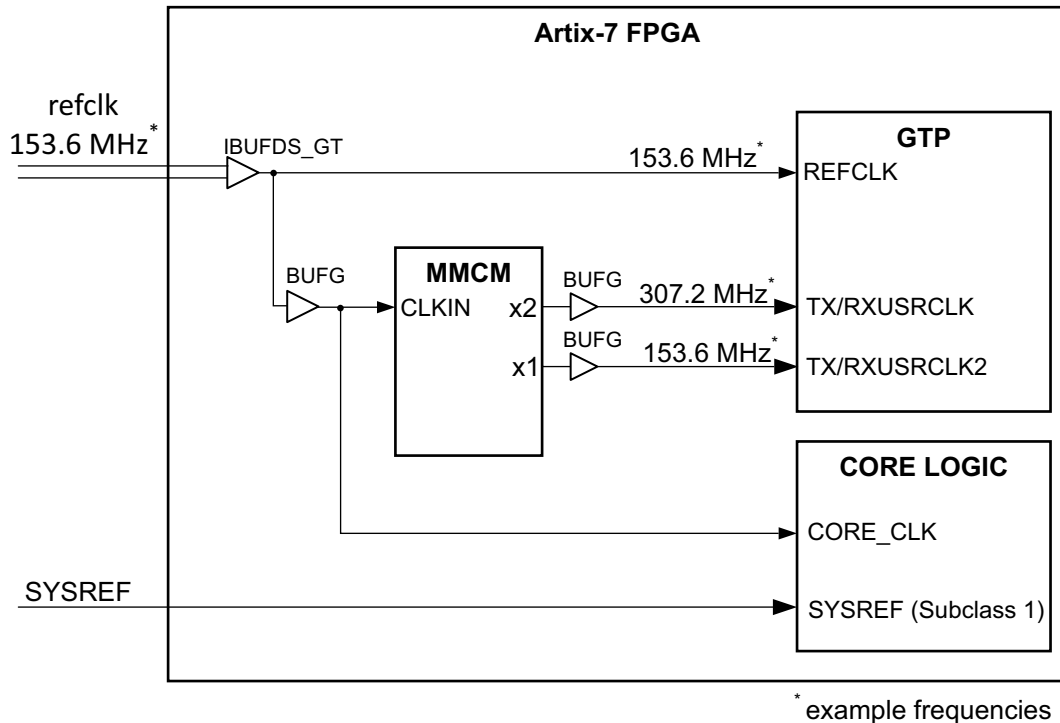 Artix-7 FPGA
refclk
153.6 MHz*
IBUFDS_GT
153.6 MHz*
GTP
REFCLK
BUFG
MMCM
CLKIN
x2
BUFG
307.2 MHz*
TX/RXUSRCLK
x1
BUFG
153.6 MHz*
TX/RXUSRCLK2
CORE LOGIC
CORE_CLK
SYSREF
SYSREF (Subclass 1)
* example frequencies